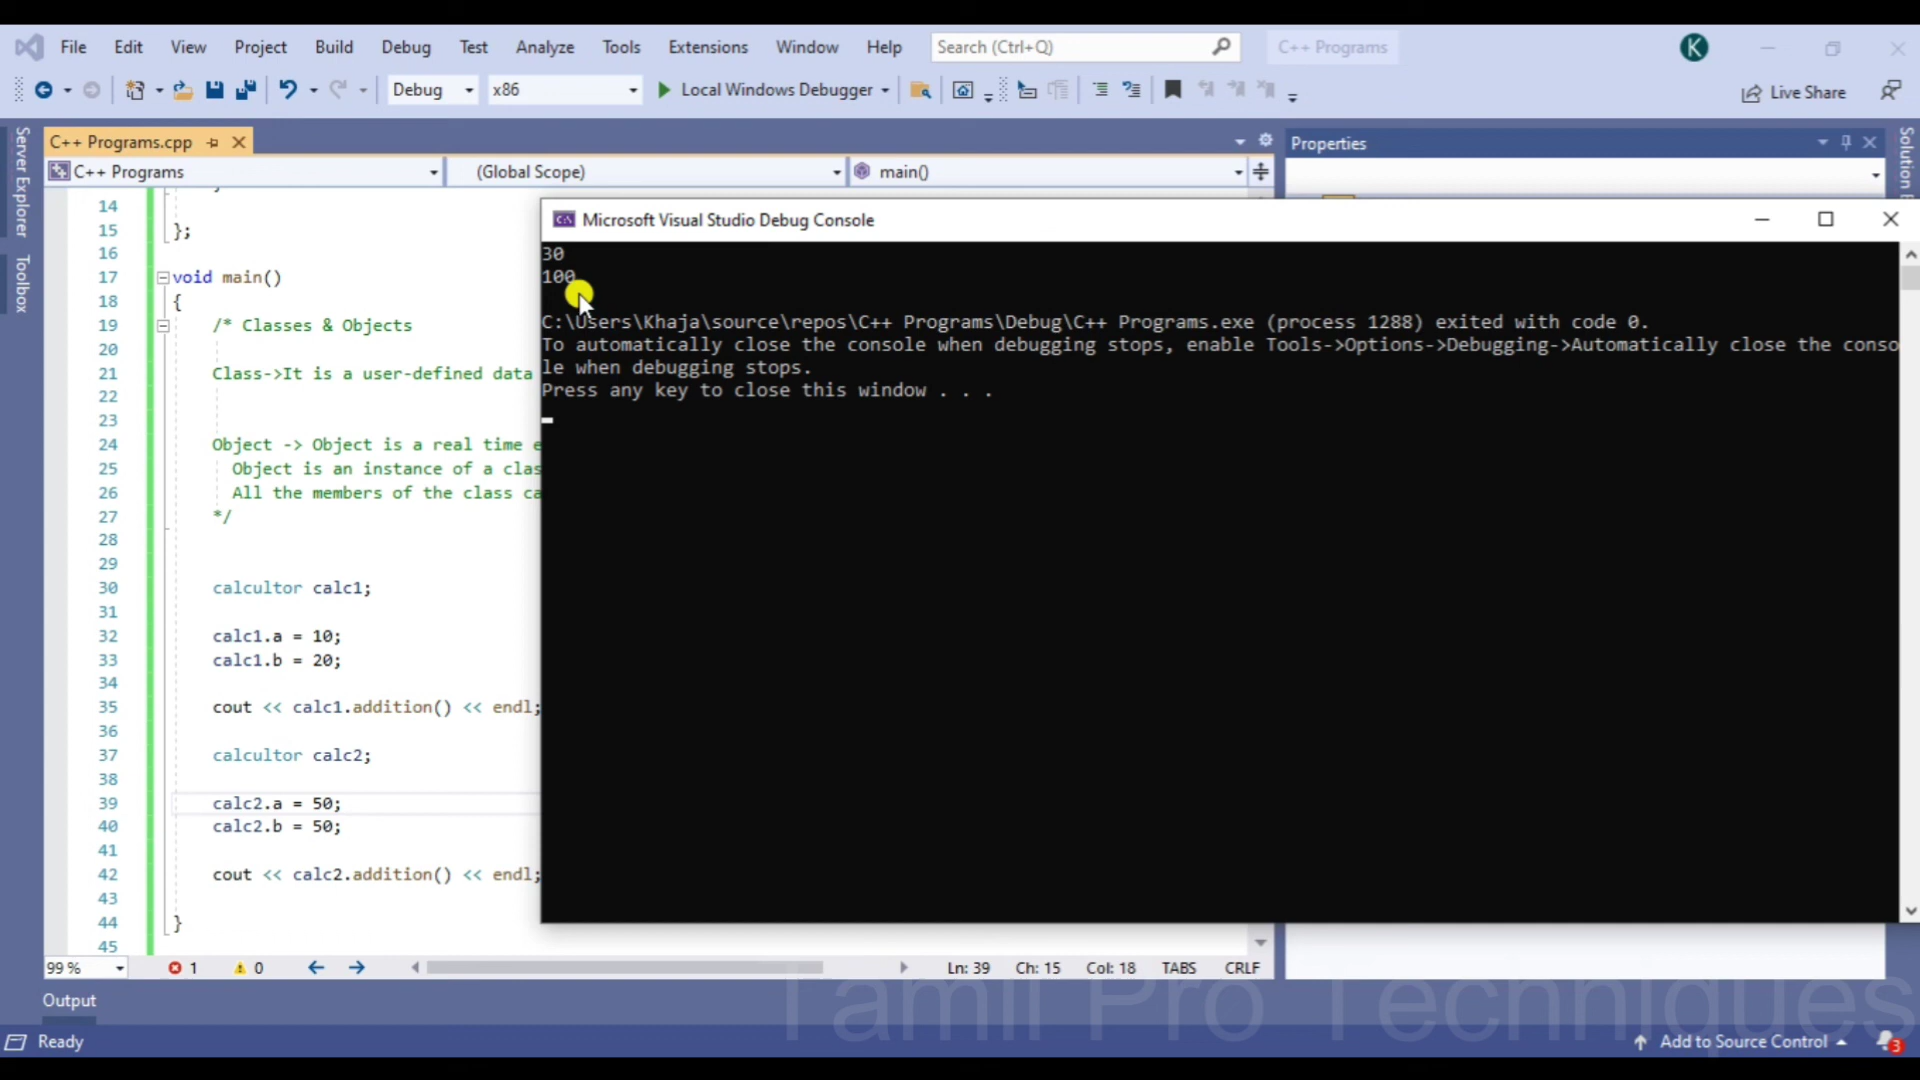 File Edit View Project Build Debug Test Analyze Tools Extensions Window Help Search (Ctrl+Q) C++ Programs K
Debug x86 Local Windows Debugger Live Share
Server Explorer
Toolbox
C++ Programs.cpp
C++ Programs (Global Scope) main()
Properties
Microsoft Visual Studio Debug Console
30
100
C:\Users\Khaja\source\repos\C++ Programs\Debug\C++ Programs.exe (process 1288) exited with code 0.
To automatically close the console when debugging stops, enable Tools->Options->Debugging->Automatically close the conso
le when debugging stops.
Press any key to close this window . . .
14
15 };
16
17 void main()
18 {
19 /* Classes & Objects
20
21 Class->It is a user-defined data
22
23
24 Object -> Object is a real time e
25 Object is an instance of a clas
26 All the members of the class ca
27 */
28
29
30 calcultor calc1;
31
32 calc1.a = 10;
33 calc1.b = 20;
34
35 cout << calc1.addition() << endl;
36
37 calcultor calc2;
38
39 calc2.a = 50;
40 calc2.b = 50;
41
42 cout << calc2.addition() << endl;
43
44 }
45
99 % 1 0 Ln: 39 Ch: 15 Col: 18 TABS CRLF
Output
Tamil Pro Techniques
Ready Add to Source Control 3